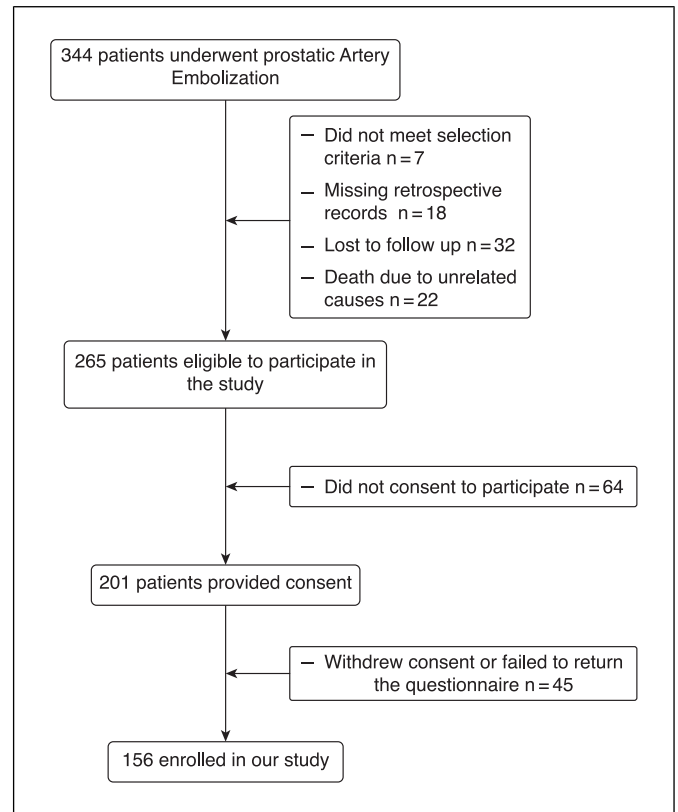 344 patients underwent prostatic Artery
Embolization
– Did not meet selection
criteria n = 7
– Missing retrospective
records n = 18
– Lost to follow up n = 32
– Death due to unrelated
causes n = 22
265 patients eligible to participate in
the study
– Did not consent to participate n = 64
201 patients provided consent
– Withdrew consent or failed to return
the questionnaire n = 45
156 enrolled in our study